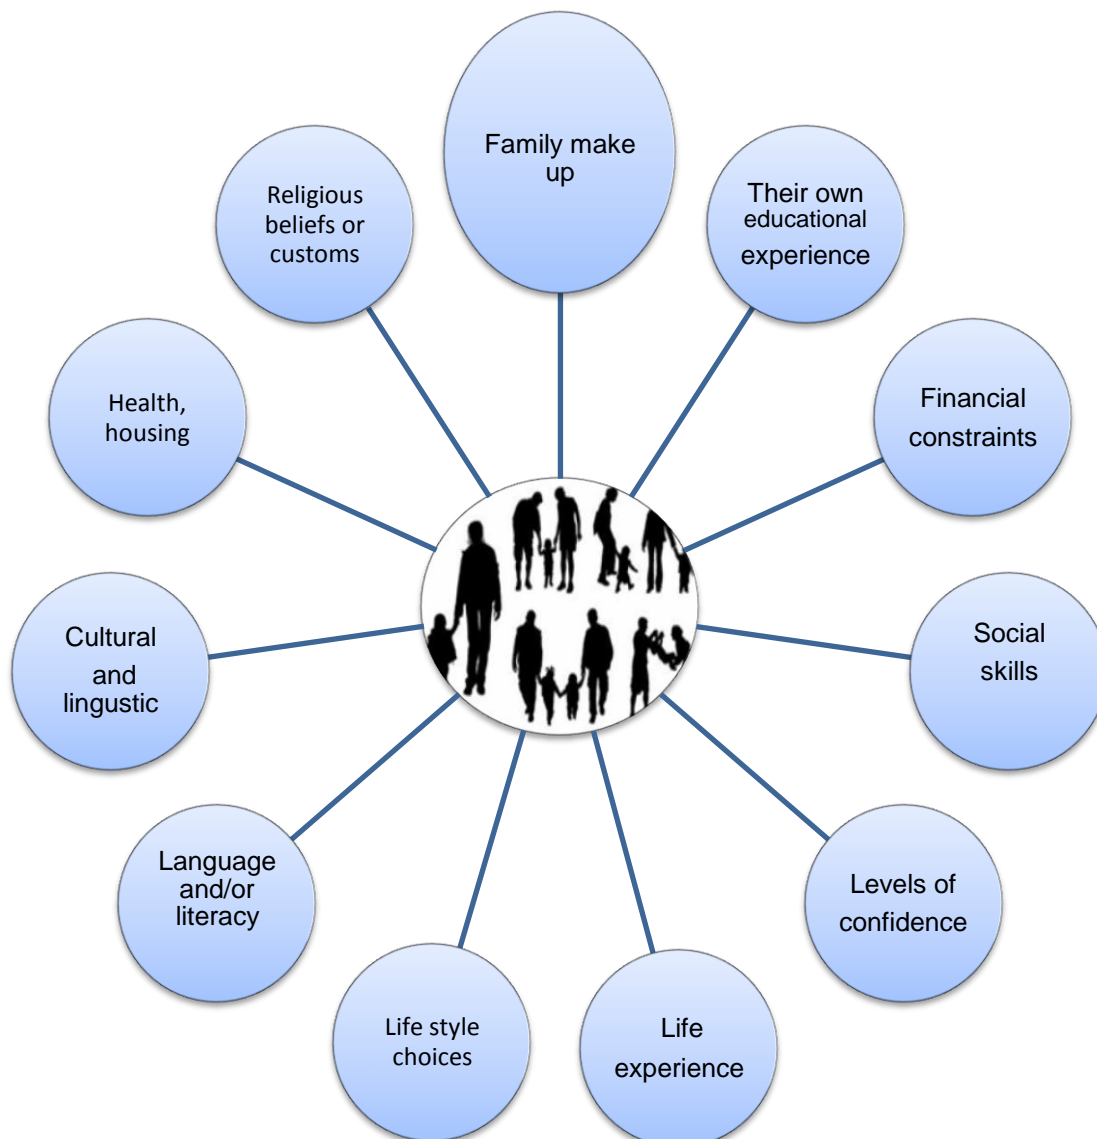 Family make
up
Their own
educational
experience
Financial
constraints
Social
skills
Levels of
confidence
Life
experience
Life style
choices
Language
and/or
literacy
Cultural
and
lingustic
Health,
housing
Religious
beliefs or
customs